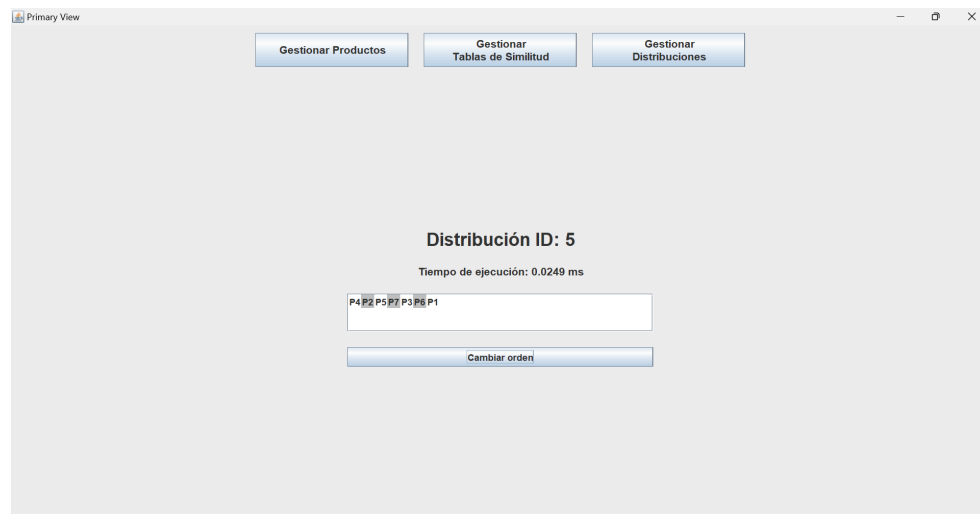 Primary View
Gestionar Productos
Gestionar
Tablas de Similitud
Gestionar
Distribuciones
Distribución ID: 5
Tiempo de ejecución: 0.0249 ms
P4 P2 P5 P7 P3 P6 P1
Cambiar orden